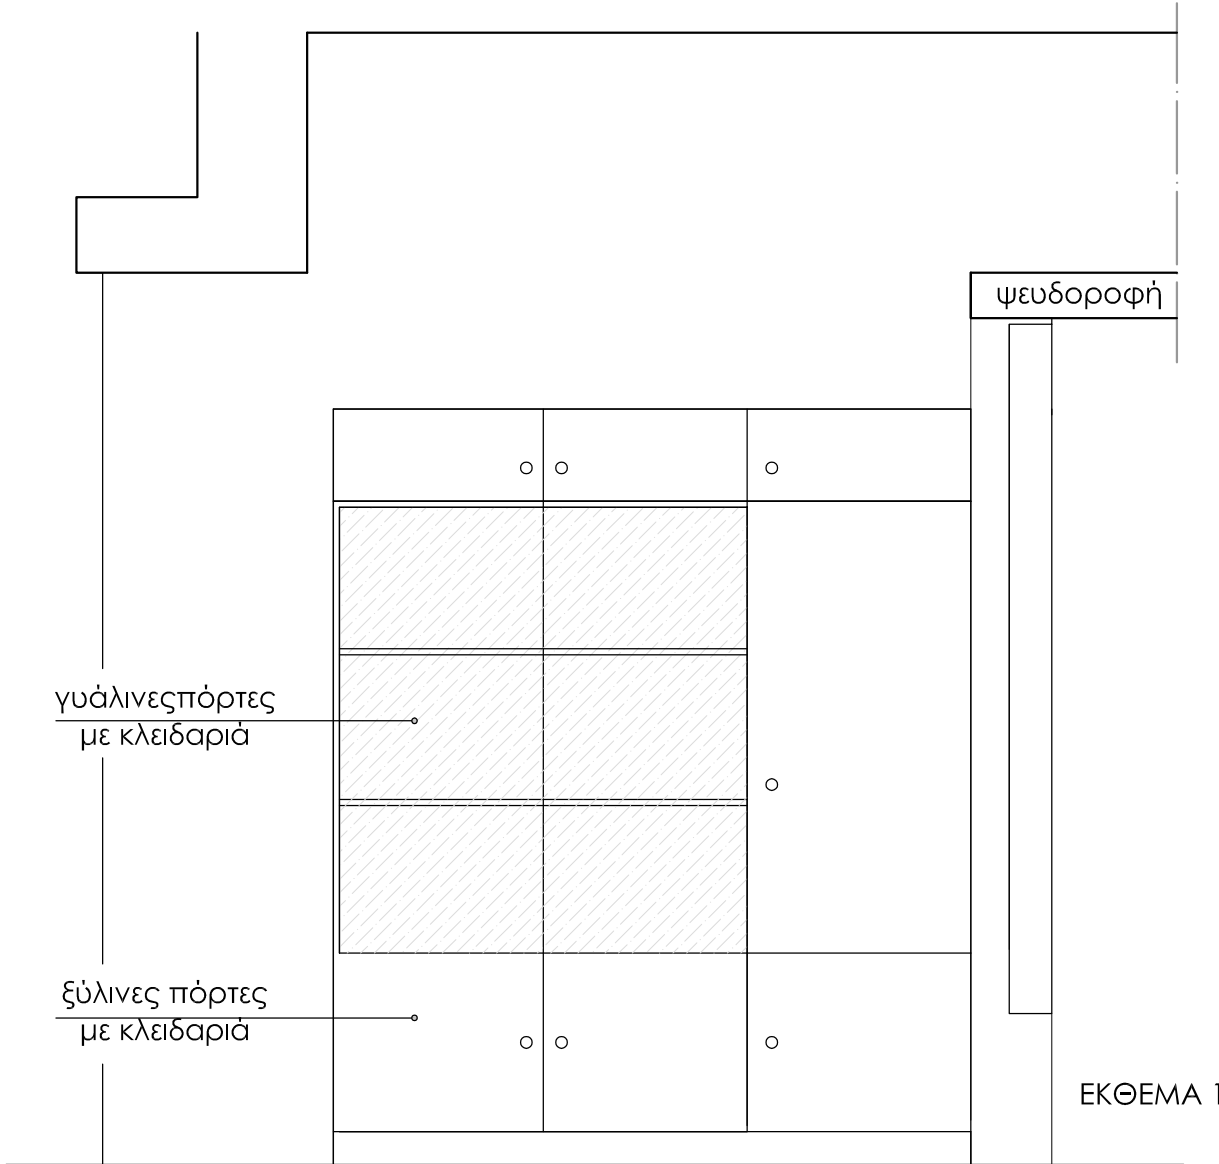 ψευδοροφή
γυάλινεςπόρτες
με κλειδαριά
ξύλινες πόρτες
με κλειδαριά
ΕΚΘΕΜΑ 1